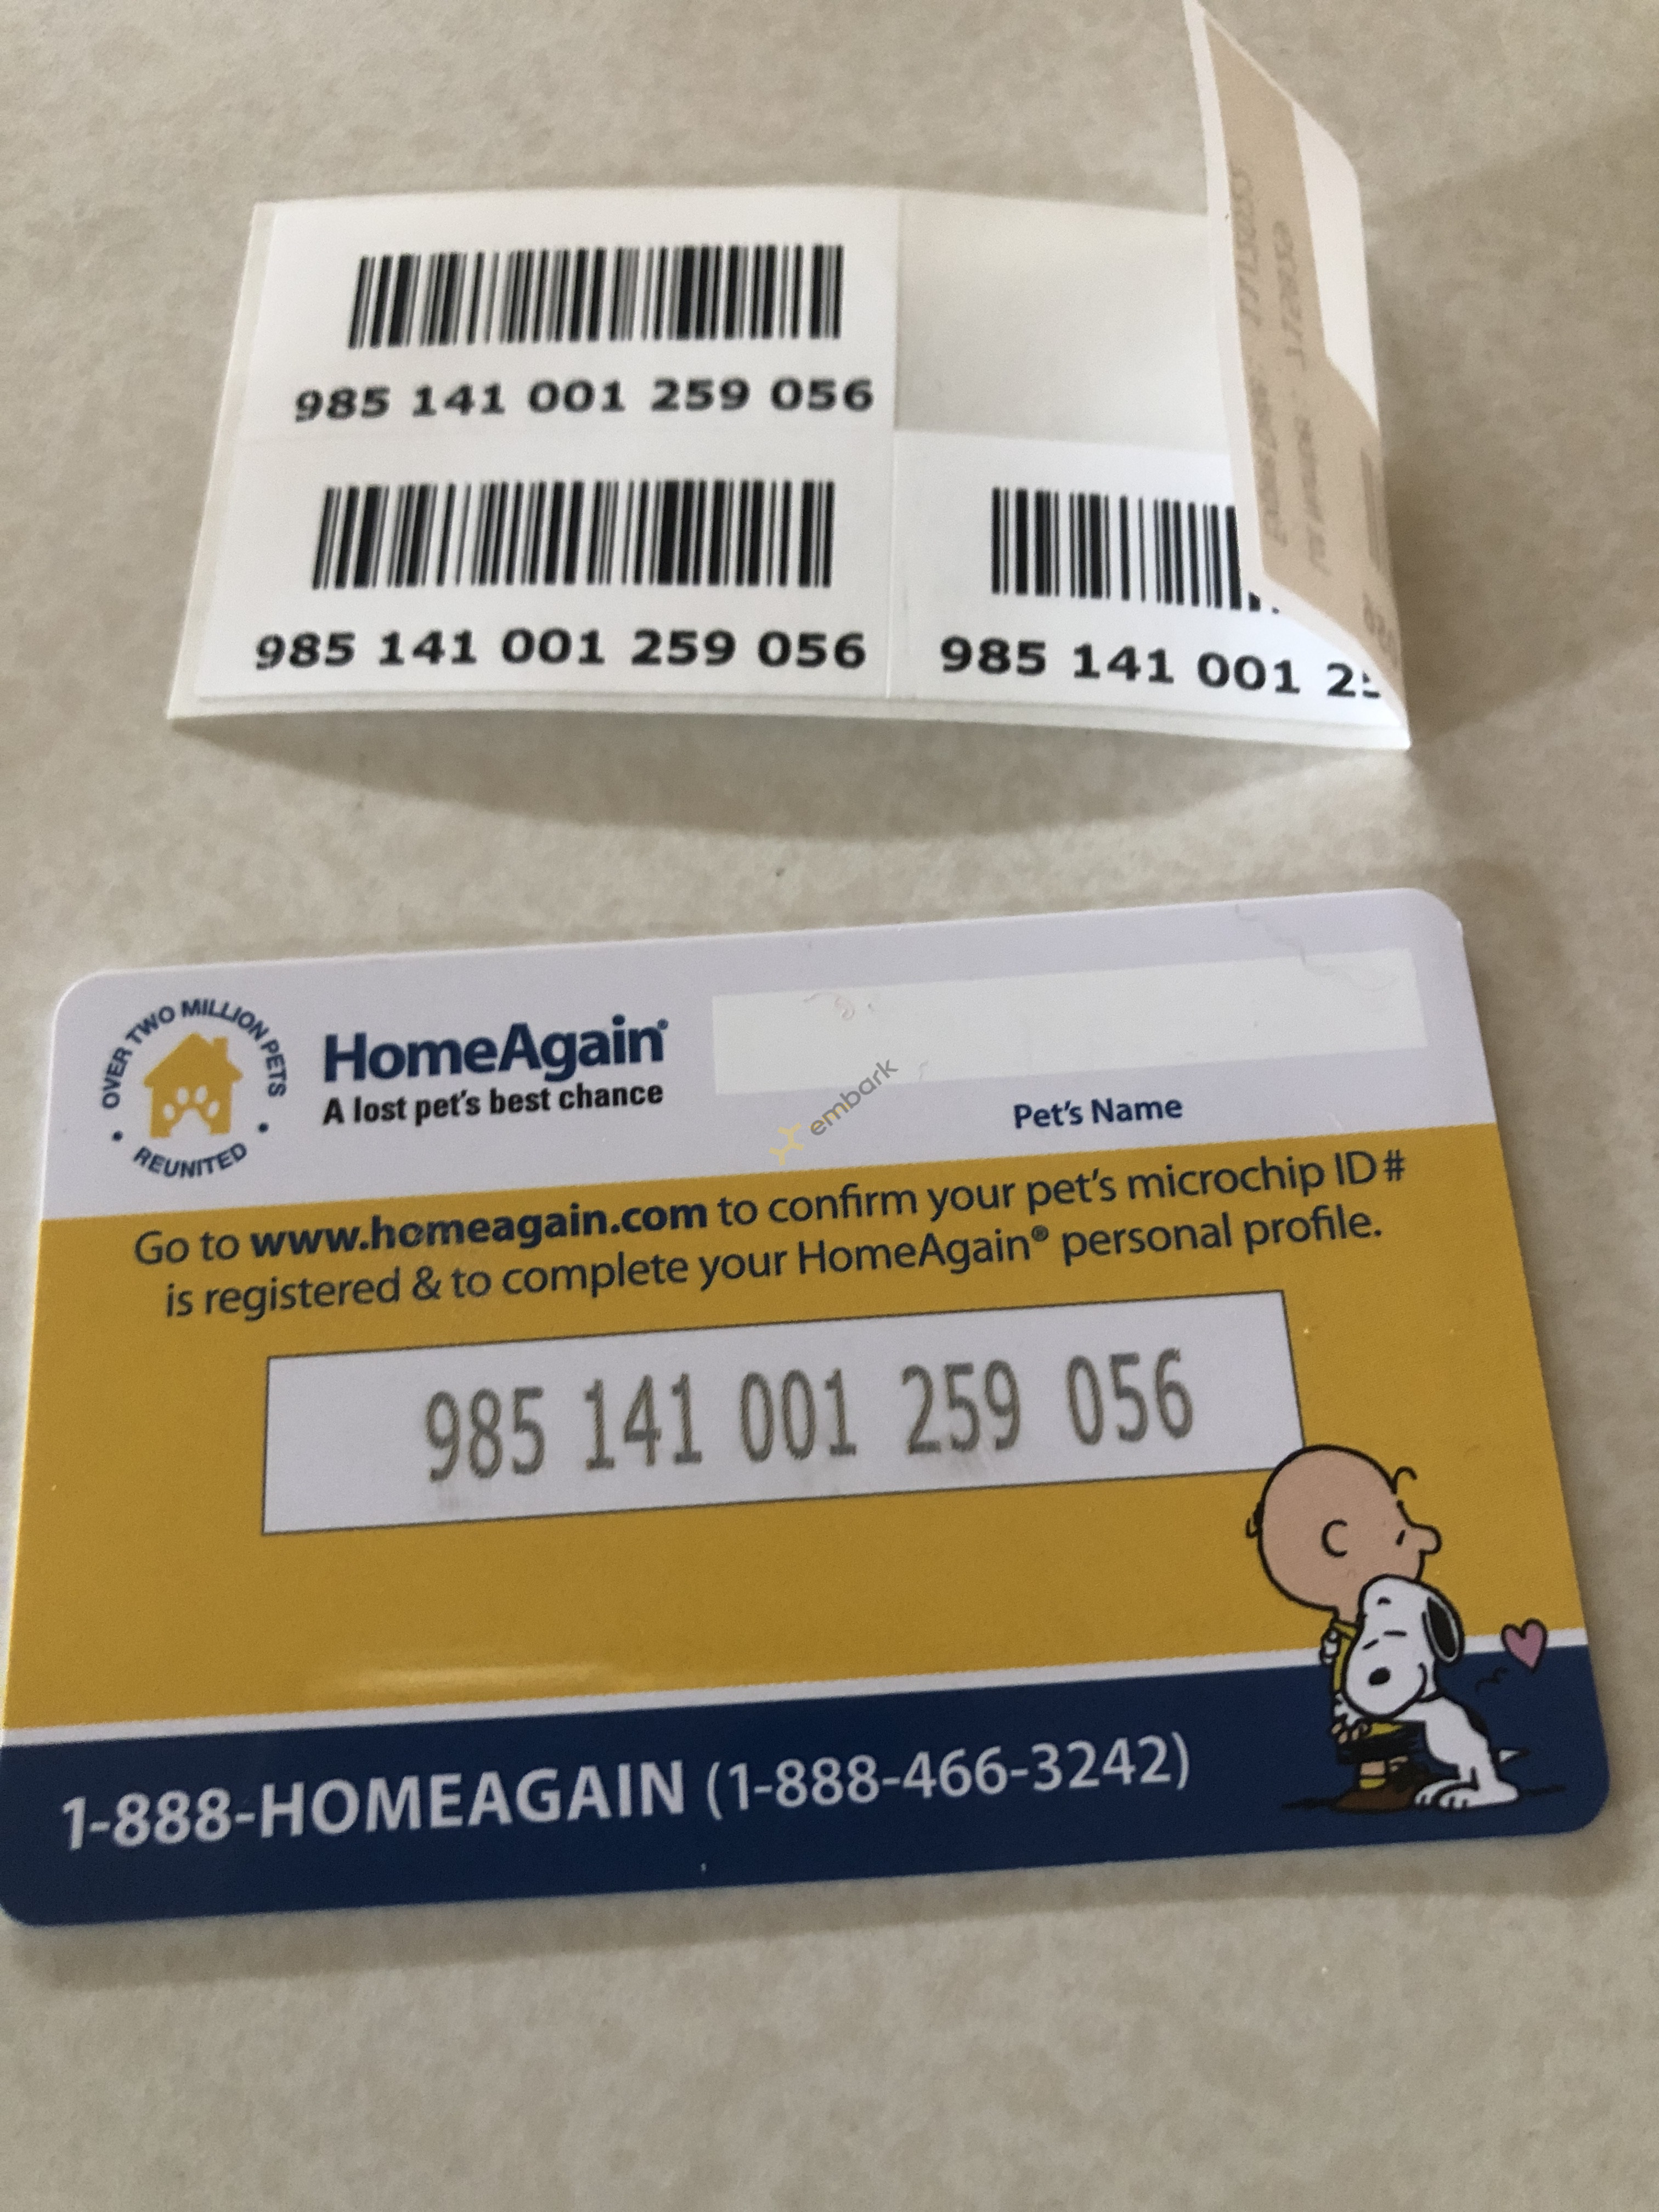 985 141 001 259 056
985 141 001 259 056
985 141 001
OVER TWO MILLION PETS
REUNITED
HomeAgain®
A lost pet's best chance
embark
Pet's Name
Go to www.homeagain.com to confirm your pet's microchip ID#
is registered & to complete your HomeAgain® personal profile.
985 141 001 259 056
1-888-HOMEAGAIN (1-888-466-3242)